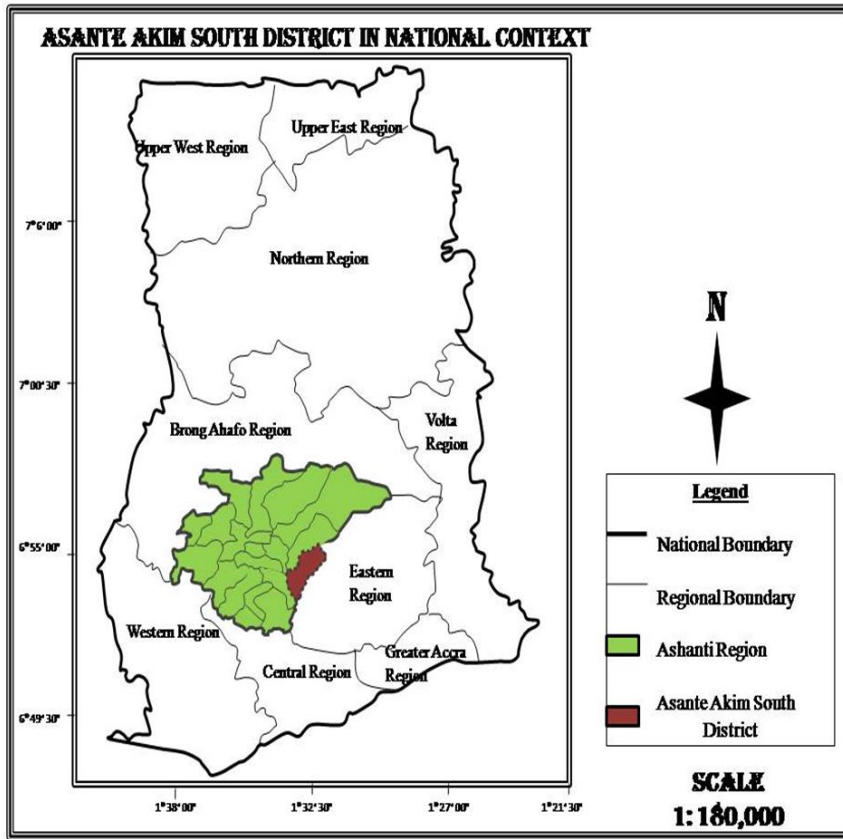 ASANTE AKIM SOUTH DISTRICT IN NATIONAL CONTEXT
Upper West Region
Upper East Region
Northern Region
Brong Ahafo Region
Volta
Region
Eastern
Region
Western Region
Central Region
Greater Accra
Region
7°6'00"
7°00'30"
6°55'00"
6°49'30"
1°38'00"
1°32'30"
1°27'00"
1°21'30"
N
Legend
National Boundary
Regional Boundary
Ashanti Region
Asante Akim South
District
SCALE
1:180,000